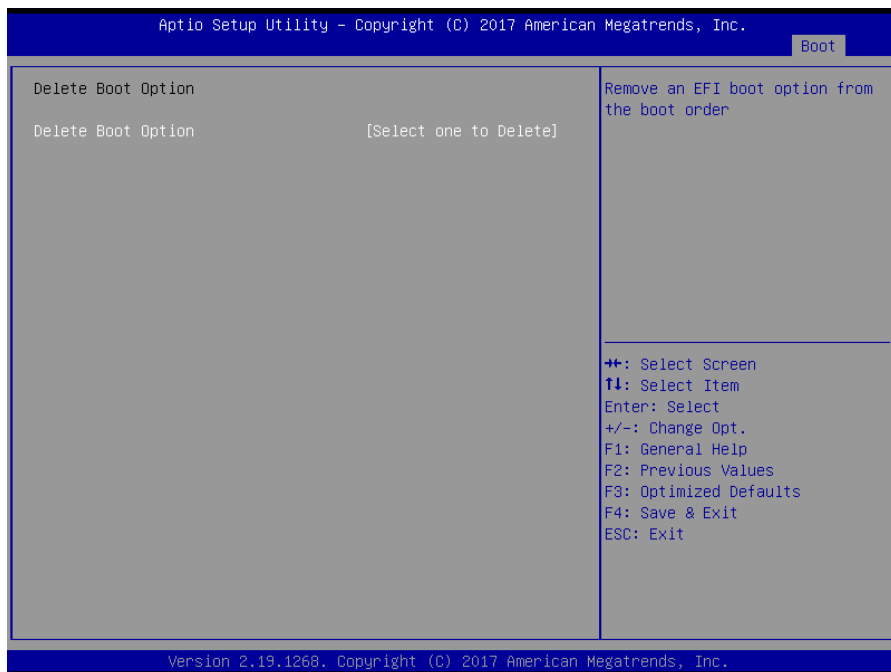 Aptio Setup Utility – Copyright (C) 2017 American Megatrends, Inc.
Boot
Delete Boot Option
Delete Boot Option [Select one to Delete]
Remove an EFI boot option from
the boot order
→←: Select Screen
↑↓: Select Item
Enter: Select
+/-: Change Opt.
F1: General Help
F2: Previous Values
F3: Optimized Defaults
F4: Save & Exit
ESC: Exit
Version 2.19.1268. Copyright (C) 2017 American Megatrends, Inc.